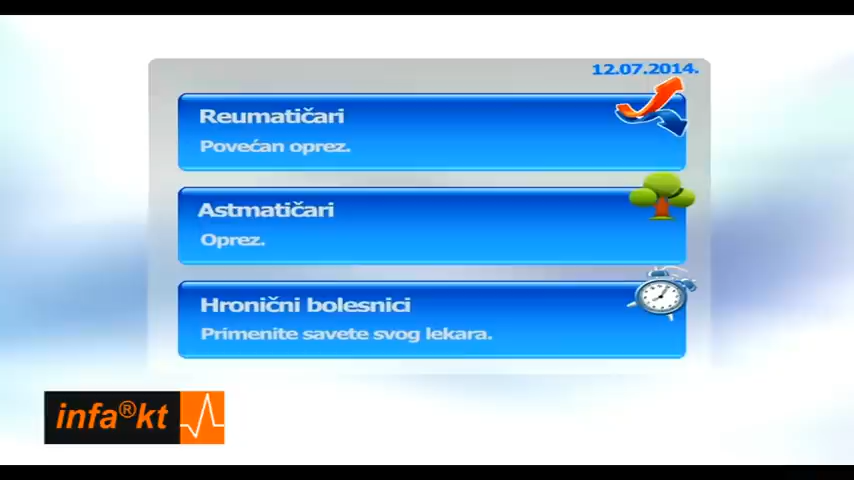 12.07.2014.
Reumatičari
Povećan oprez.
Astmatičari
Oprez.
Hronični bolesnici
Primenite savete svog lekara.
infa®kt